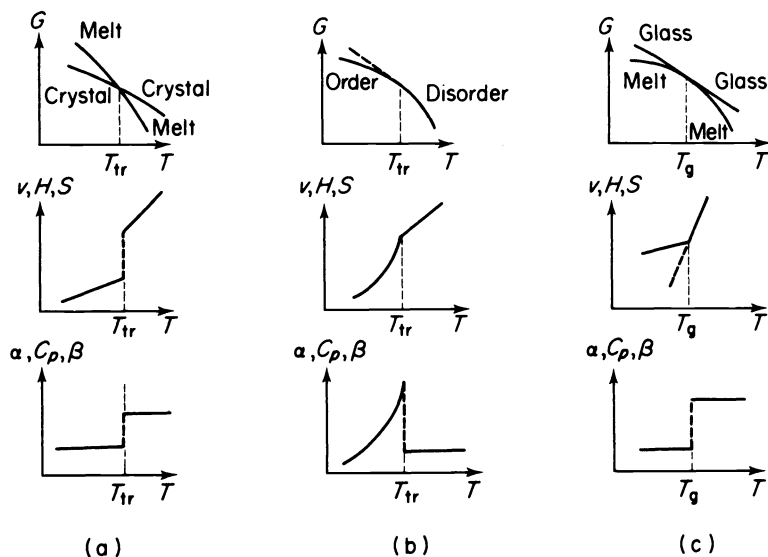 G
Melt
Crystal
Crystal
Melt
T_tr
T
G
Order
Disorder
T_tr
T
G
Glass
Melt
Glass
Melt
T_g
T
v, H, S
T_tr
T
v, H, S
T_tr
T
v, H, S
T_g
T
α, C_p, β
T_tr
T
α, C_p, β
T_tr
T
α, C_p, β
T_g
T
(a)
(b)
(c)